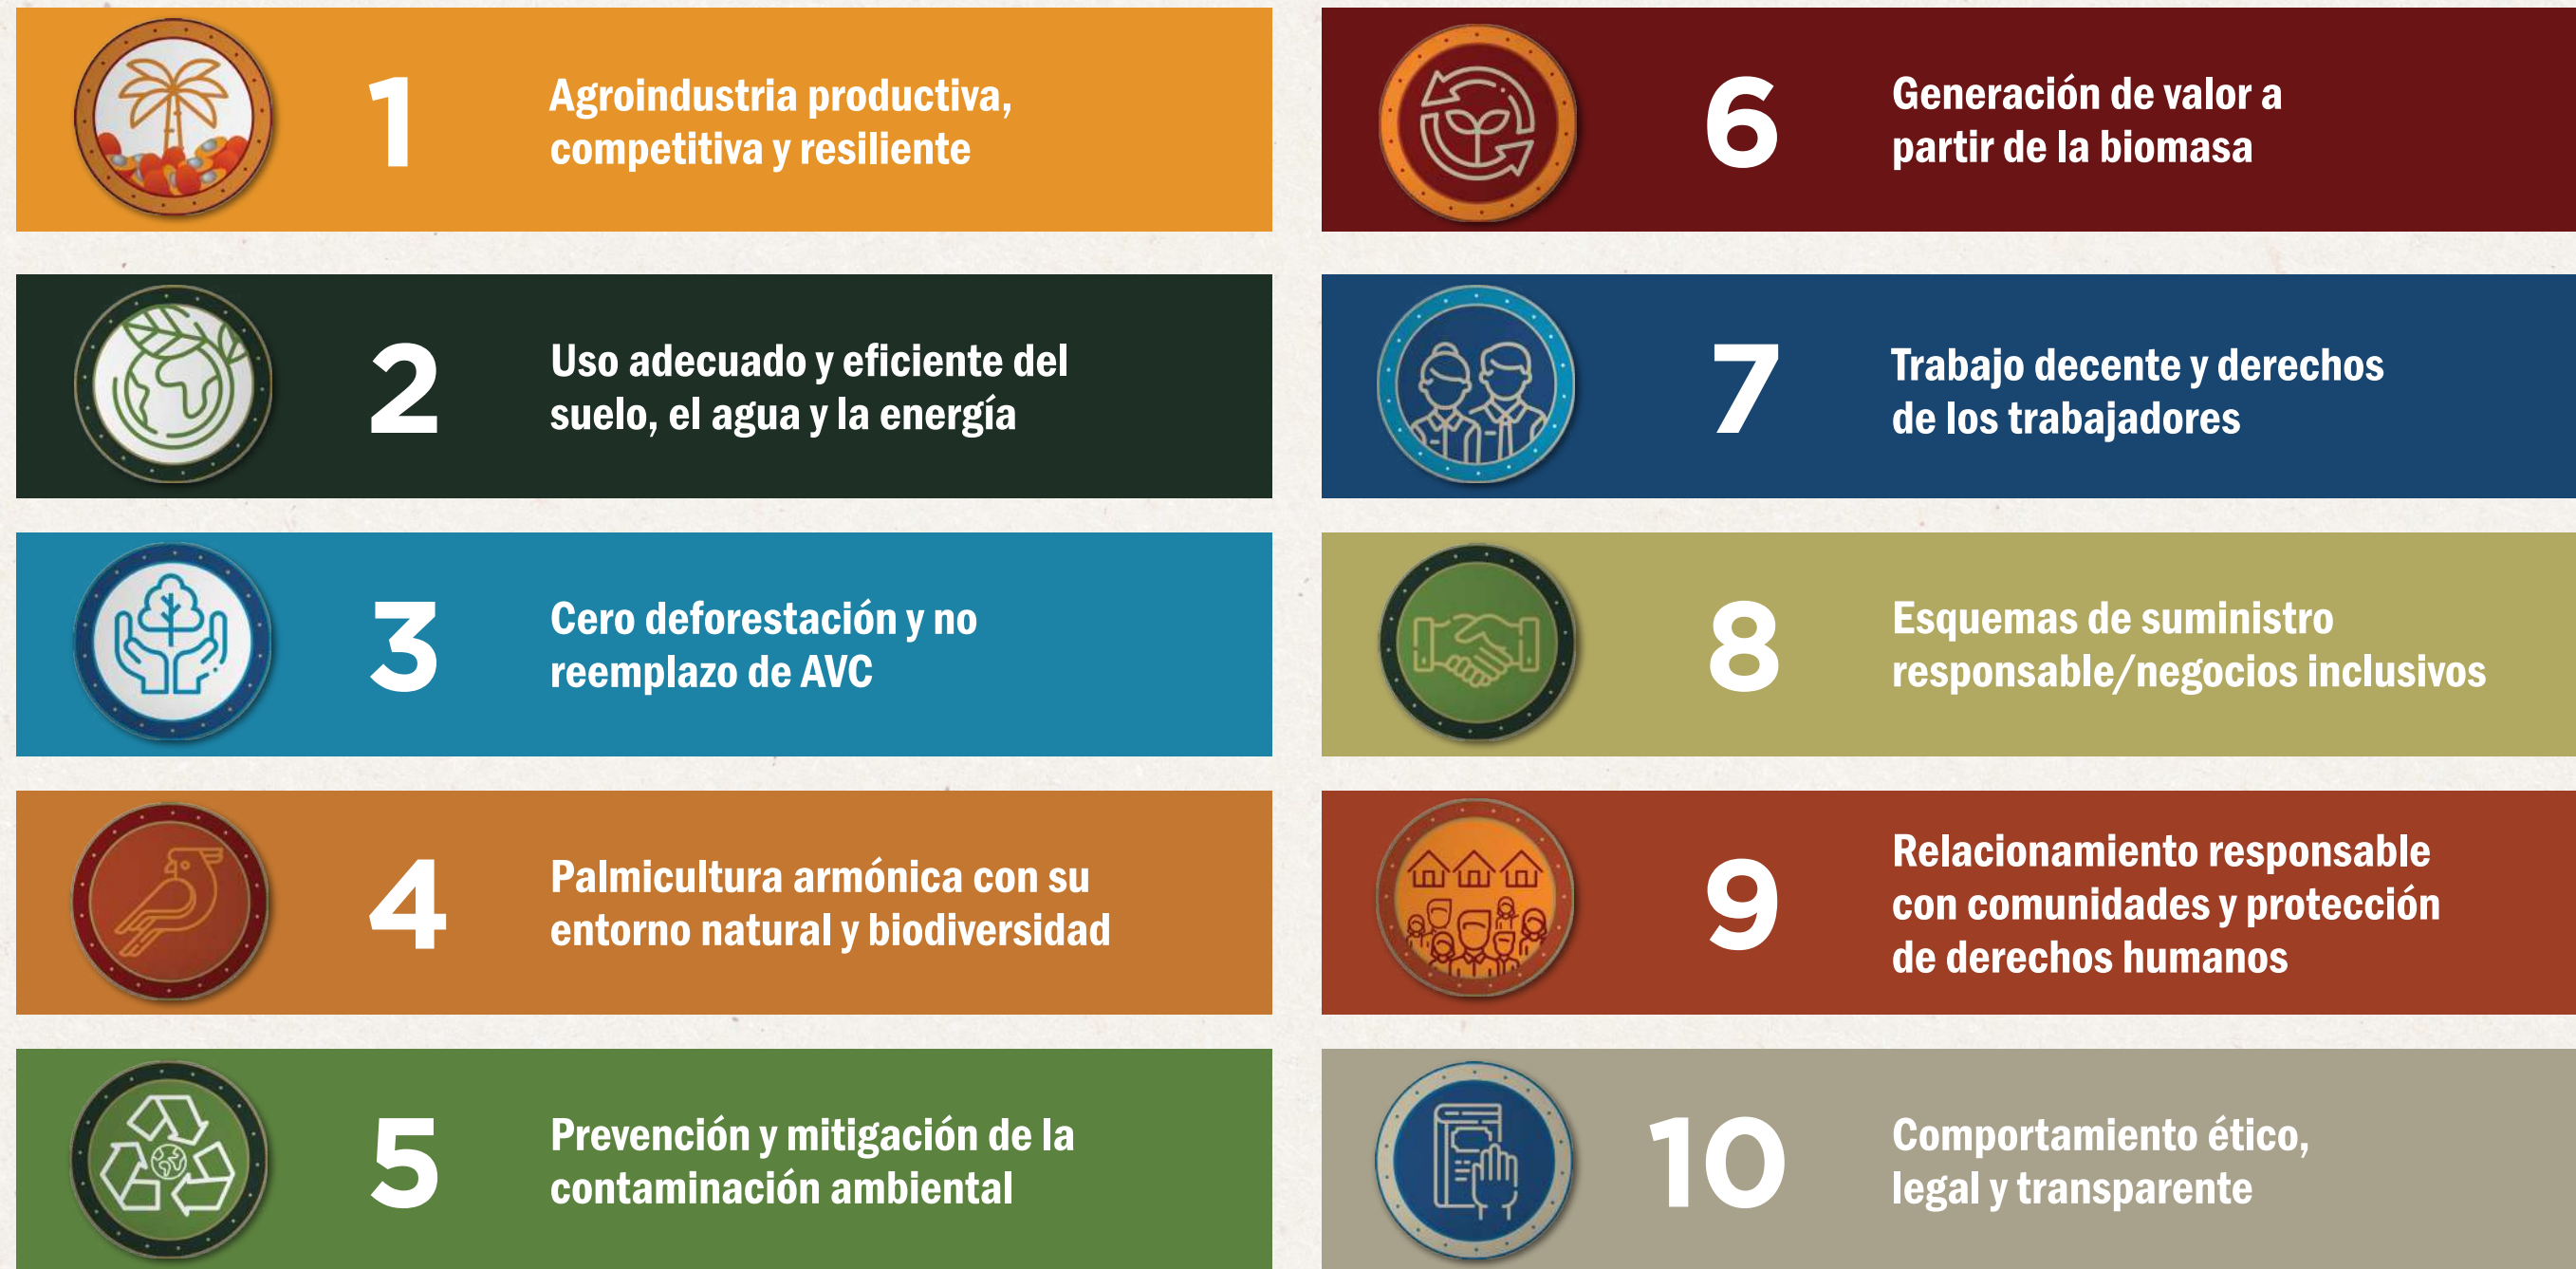 1
Agroindustria productiva,
competitiva y resiliente
2
Uso adecuado y eficiente del
suelo, el agua y la energía
3
Cero deforestación y no
reemplazo de AVC
4
Palmicultura armónica con su
entorno natural y biodiversidad
5
Prevención y mitigación de la
contaminación ambiental
6
Generación de valor a
partir de la biomasa
7
Trabajo decente y derechos
de los trabajadores
8
Esquemas de suministro
responsable/negocios inclusivos
9
Relacionamiento responsable
con comunidades y protección
de derechos humanos
10
Comportamiento ético,
legal y transparente